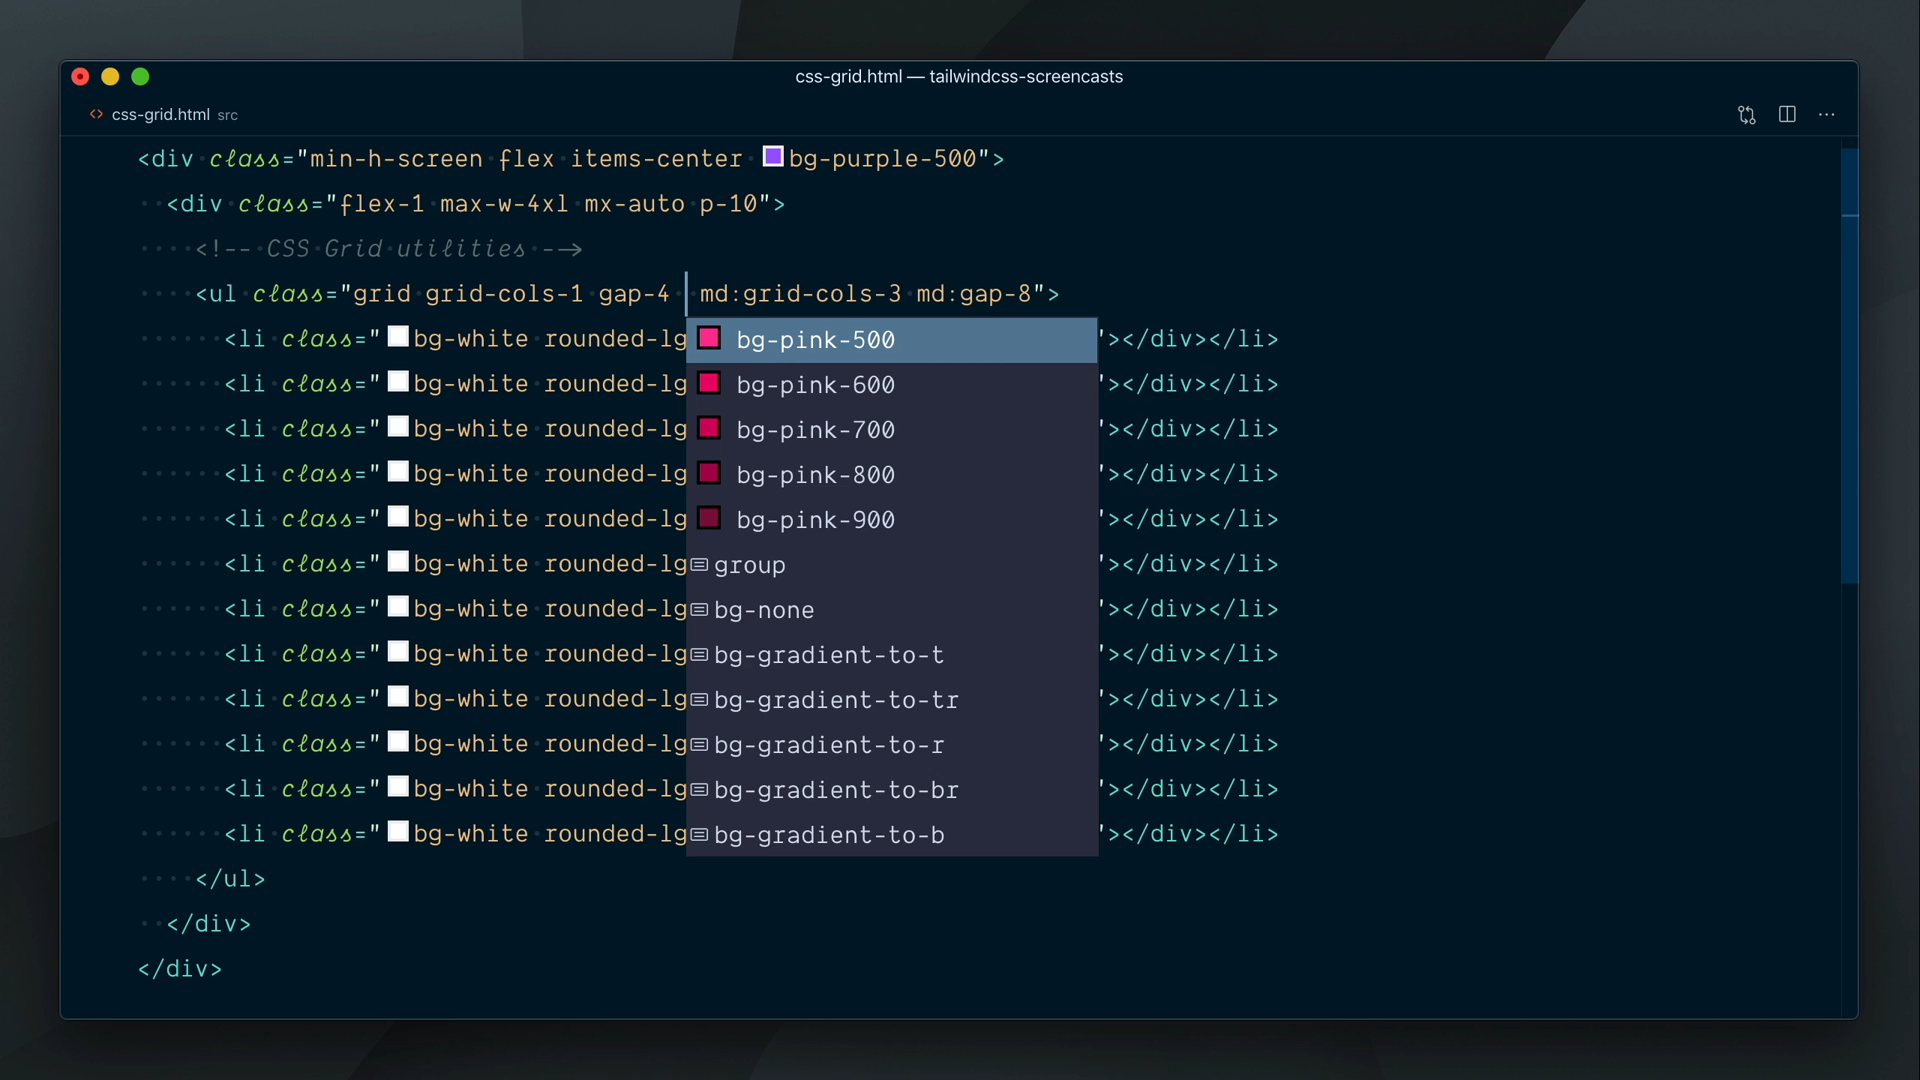 css-grid.html — tailwindcss-screencasts
css-grid.html src
<div class="min-h-screen flex items-center bg-purple-500">
<div class="flex-1 max-w-4xl mx-auto p-10">
<!-- CSS Grid utilities -->
<ul class="grid grid-cols-1 gap-4 md:grid-cols-3 md:gap-8">
<li class="bg-white rounded-lg bg-pink-500 "></div></li>
<li class="bg-white rounded-lg bg-pink-600 "></div></li>
<li class="bg-white rounded-lg bg-pink-700 "></div></li>
<li class="bg-white rounded-lg bg-pink-800 "></div></li>
<li class="bg-white rounded-lg bg-pink-900 "></div></li>
<li class="bg-white rounded-lg group "></div></li>
<li class="bg-white rounded-lg bg-none "></div></li>
<li class="bg-white rounded-lg bg-gradient-to-t "></div></li>
<li class="bg-white rounded-lg bg-gradient-to-tr "></div></li>
<li class="bg-white rounded-lg bg-gradient-to-r "></div></li>
<li class="bg-white rounded-lg bg-gradient-to-br "></div></li>
<li class="bg-white rounded-lg bg-gradient-to-b "></div></li>
</ul>
</div>
</div>